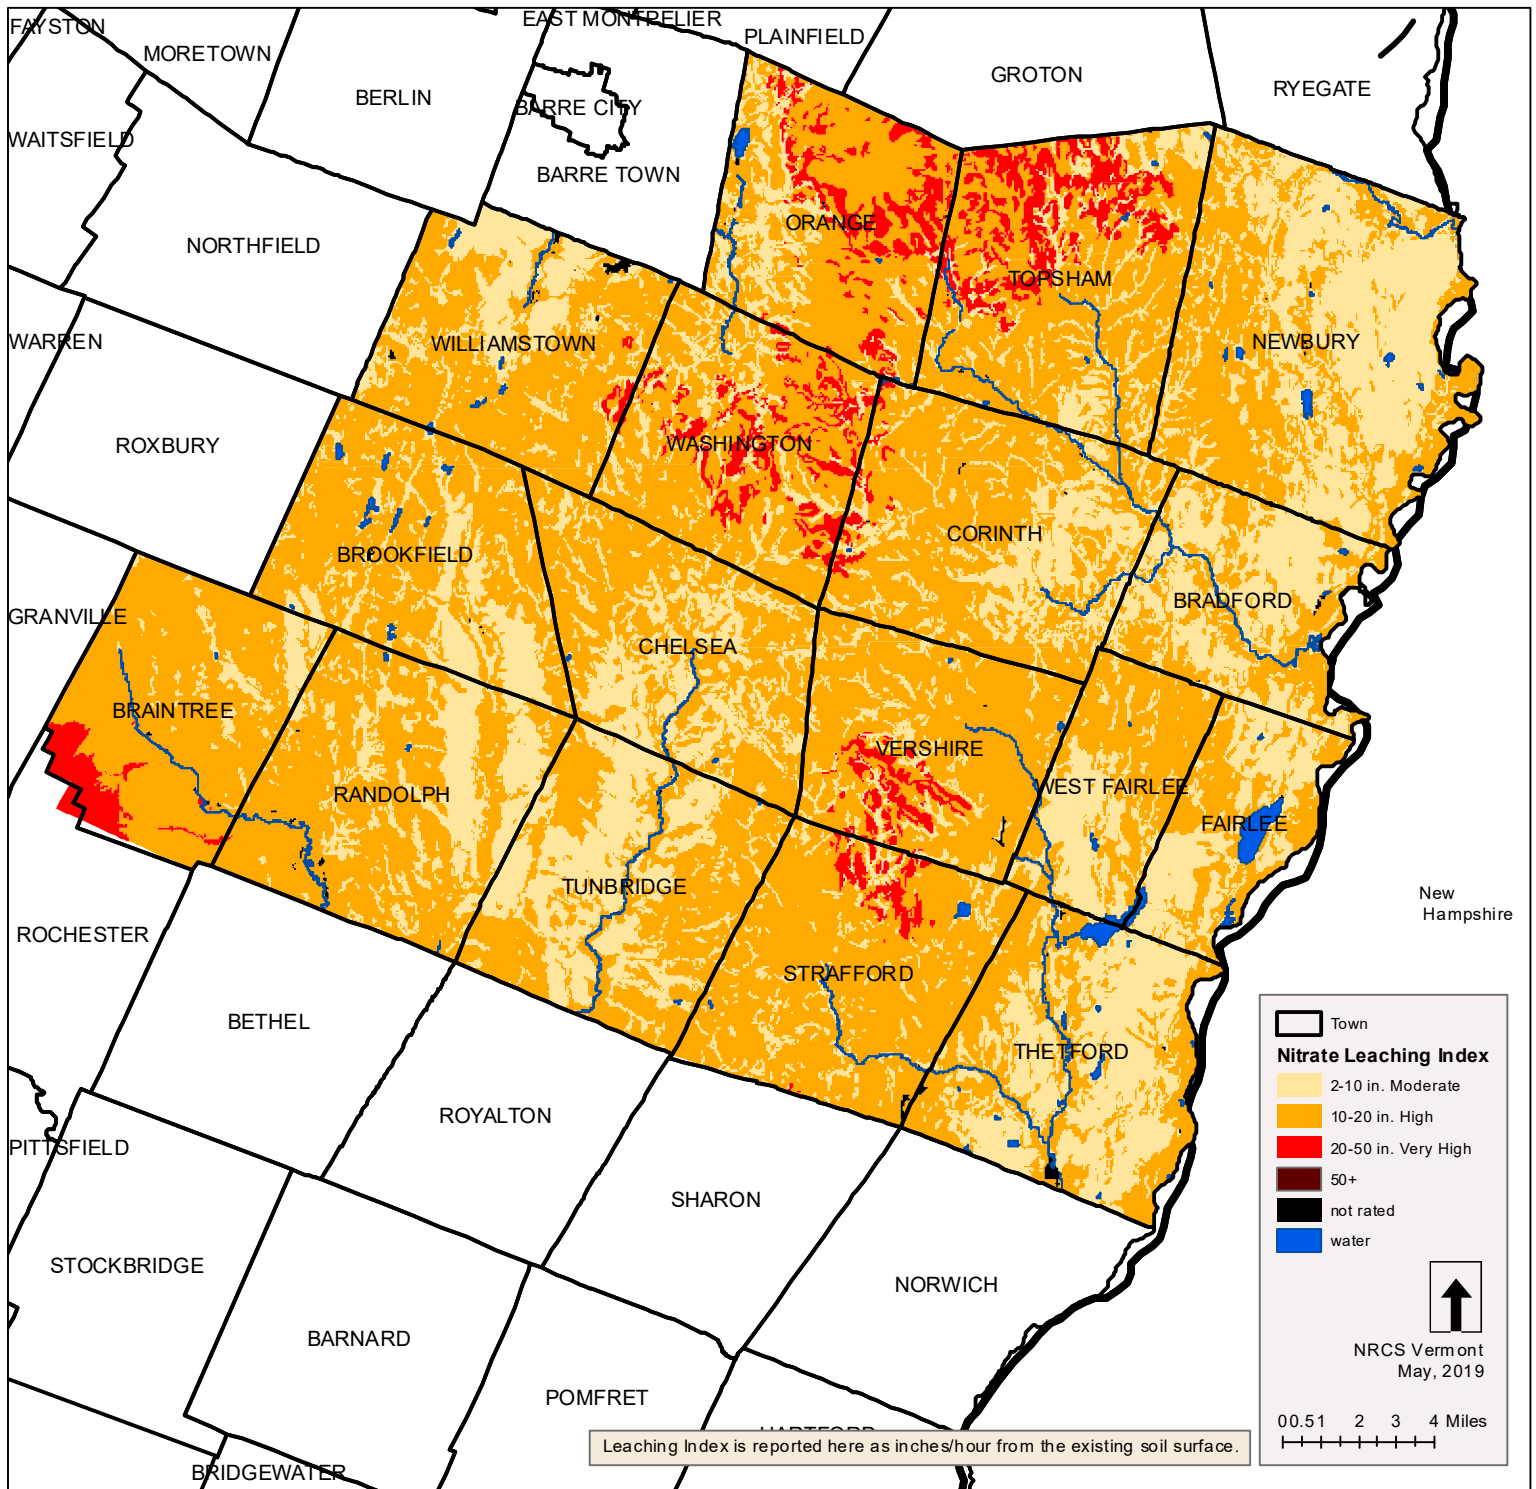 FAYSTON
EAST MONTPELIER
PLAINFIELD
MORETOWN
GROTON
RYEGATE
BERLIN
BARRE CITY
WAITSFIELD
BARRE TOWN
ORANGE
NORTHFIELD
TOPSHAM
WARREN
WILLIAMSTOWN
NEWBURY
ROXBURY
WASHINGTON
CORINTH
BROOKFIELD
BRADFORD
GRANVILLE
CHELSEA
BRAINTREE
VERSHIRE
WEST FAIRLEE
RANDOLPH
FAIRLEE
TUNBRIDGE
New
Hampshire
ROCHESTER
STRAFFORD
BETHEL
THETFORD
ROYALTON
PITTSFIELD
SHARON
STOCKBRIDGE
NORWICH
BARNARD
POMFRET
HARTFORD
BRIDGEWATER
Leaching Index is reported here as inches/hour from the existing soil surface.
Town
Nitrate Leaching Index
2-10 in. Moderate
10-20 in. High
20-50 in. Very High
50+
not rated
water
NRCS Vermont
May, 2019
0 0.5 1 2 3 4 Miles